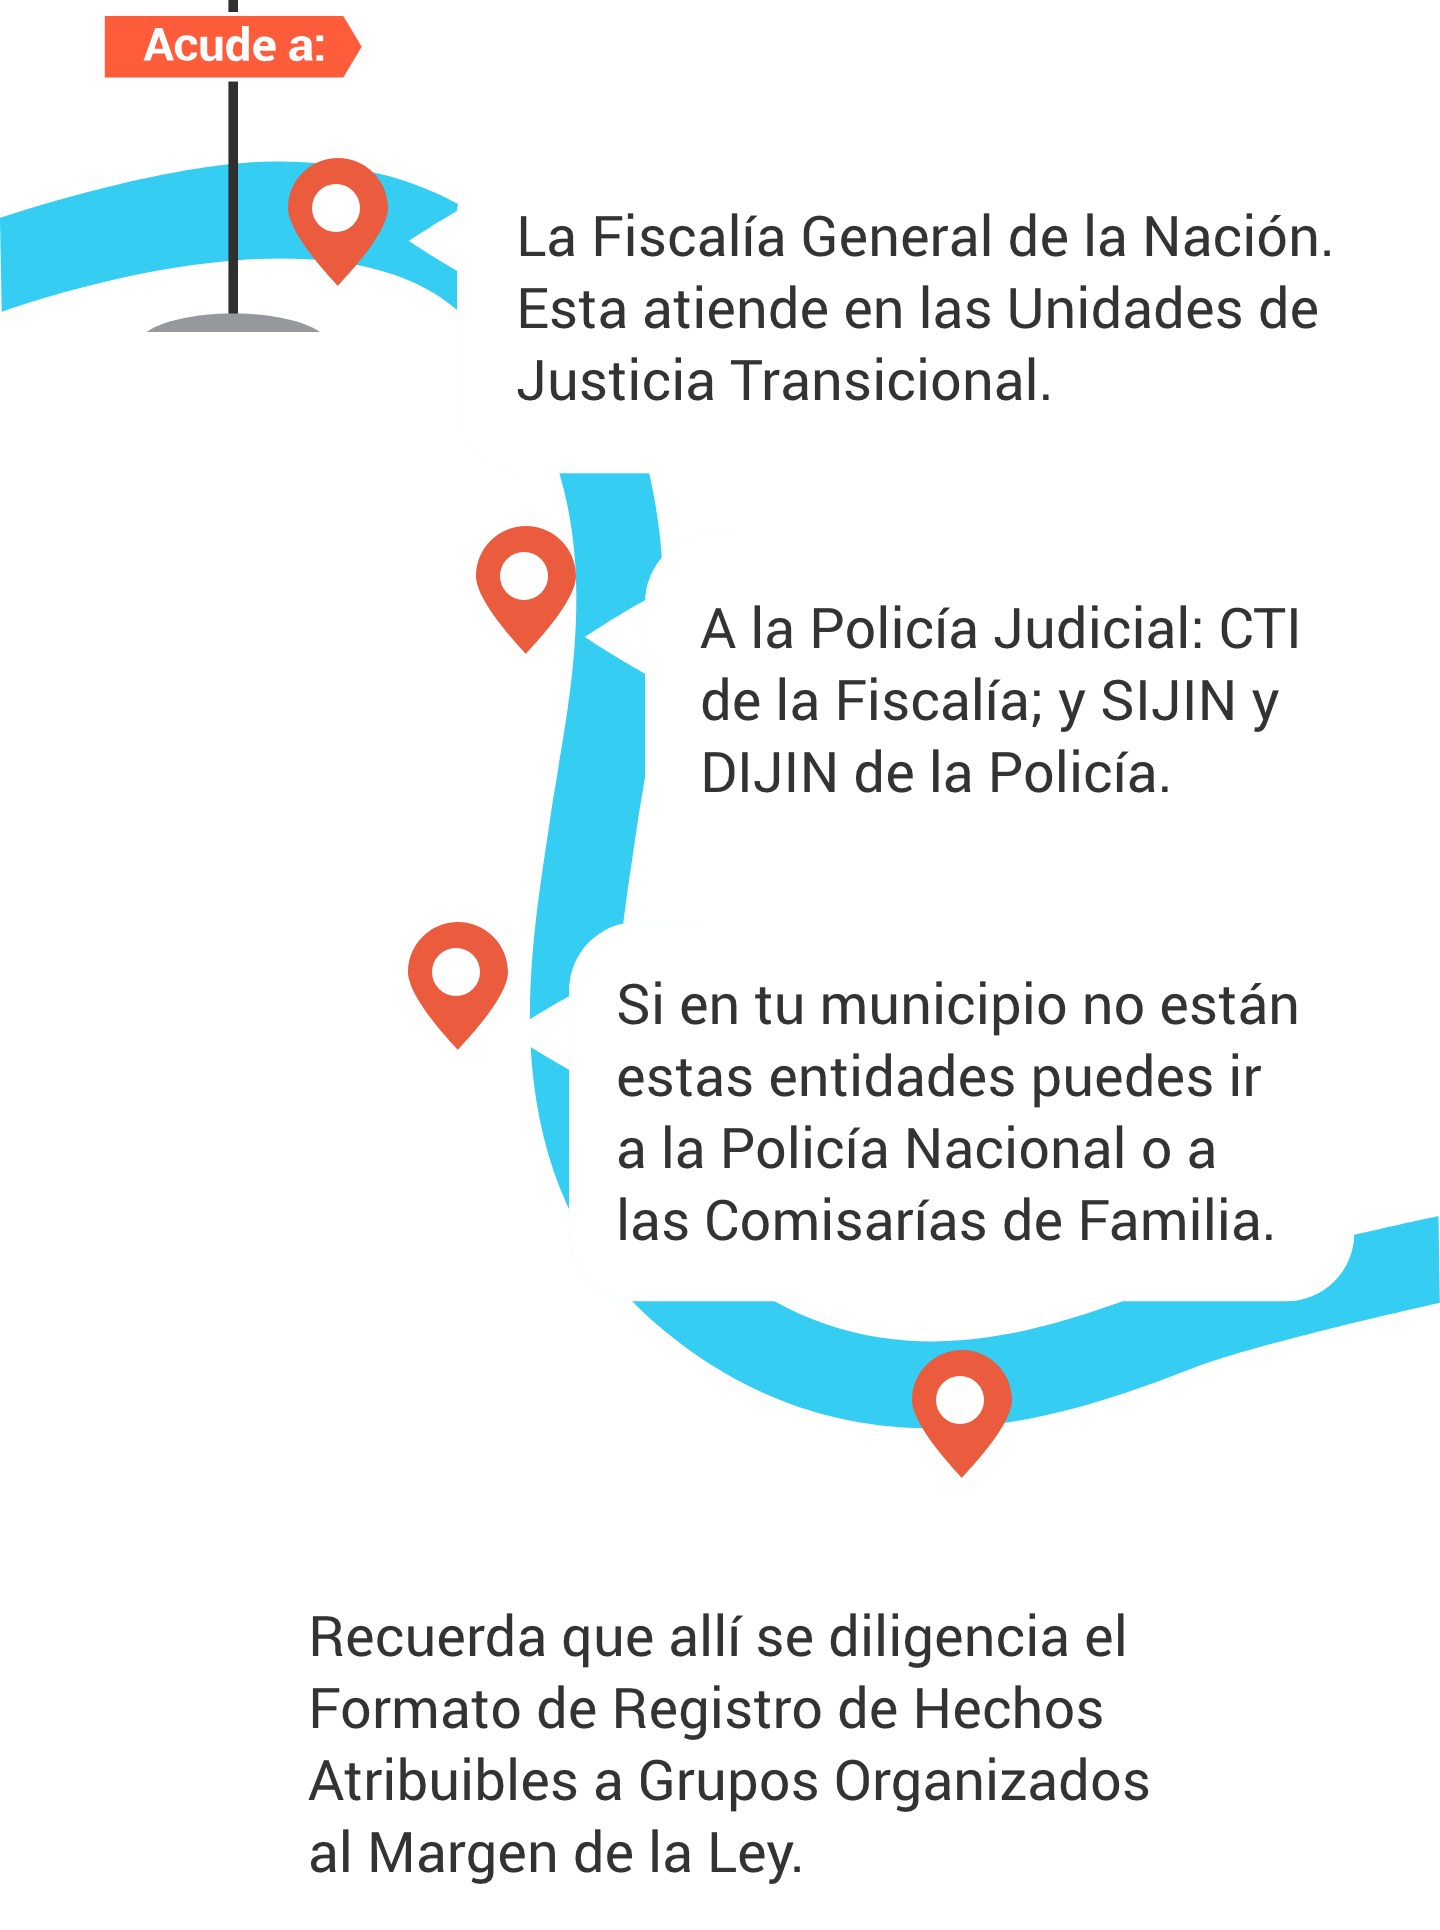 Acude a:
La Fiscalía General de la Nación.
Esta atiende en las Unidades de
Justicia Transicional.
A la Policía Judicial: CTI
de la Fiscalía; y SIJIN y
DIJIN de la Policía.
Si en tu municipio no están
estas entidades puedes ir
a la Policía Nacional o a
las Comisarías de Familia.
Recuerda que allí se diligencia el
Formato de Registro de Hechos
Atribuibles a Grupos Organizados
al Margen de la Ley.